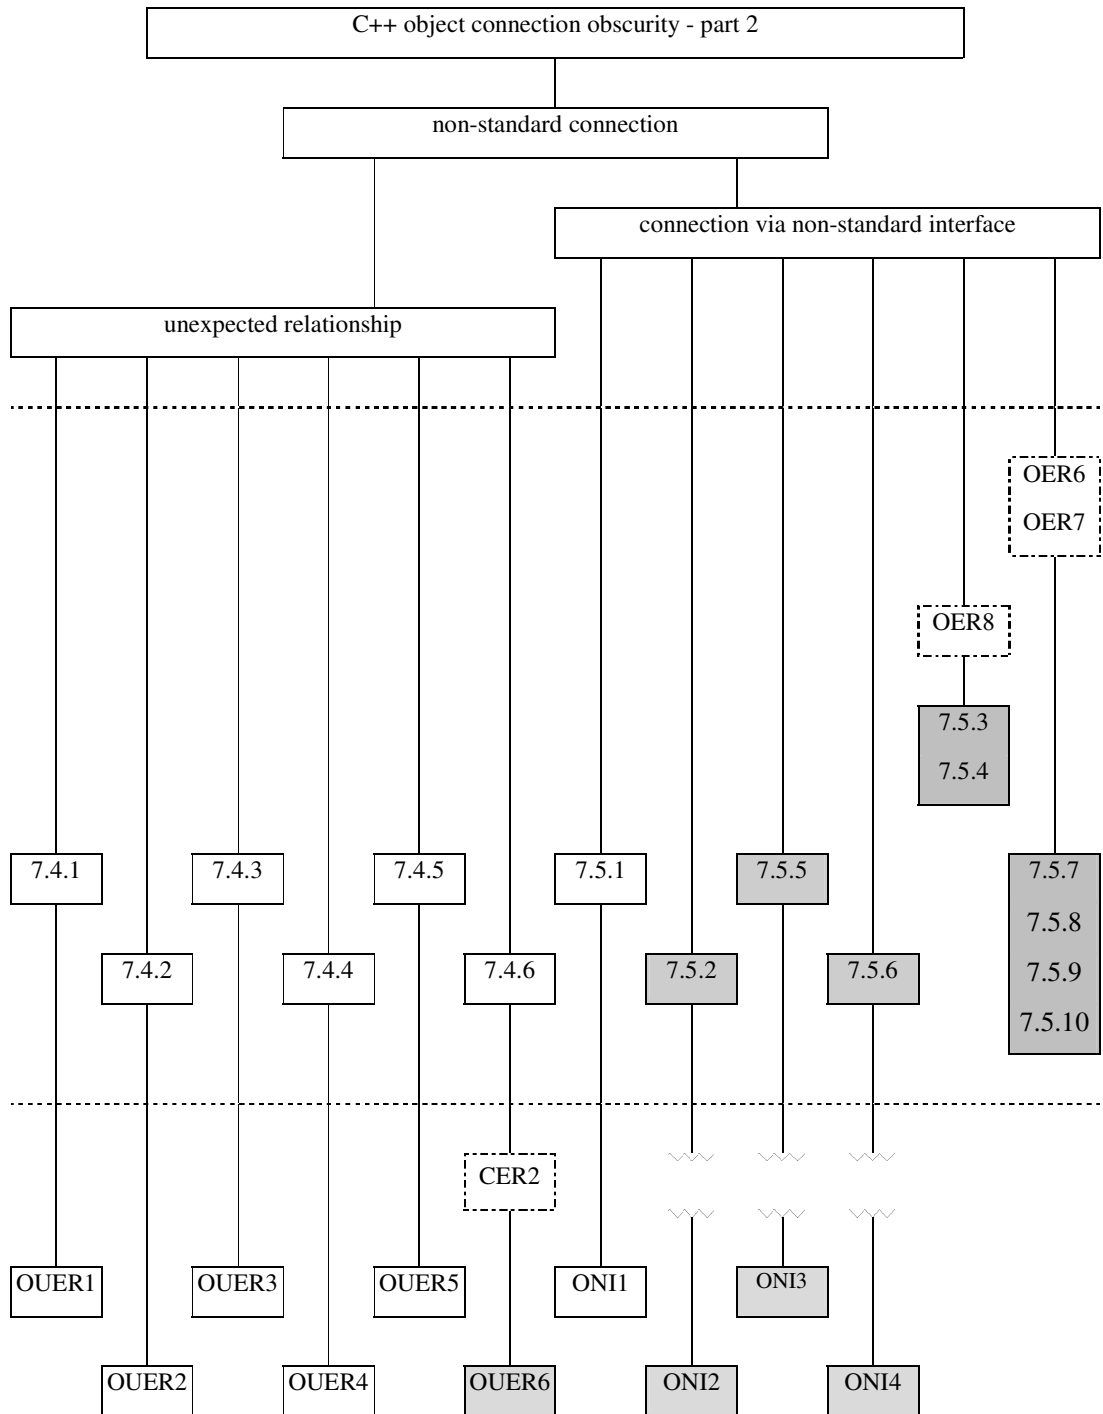 C++ object connection obscurity - part 2
non-standard connection
connection via non-standard interface
unexpected relationship
OER6
OER7
OER8
7.5.3
7.5.4
7.4.1
7.4.3
7.4.5
7.5.1
7.5.5
7.5.7
7.5.8
7.4.2
7.4.4
7.4.6
7.5.2
7.5.6
7.5.9
7.5.10
CER2
OUER1
OUER3
OUER5
ONI1
ONI3
OUER2
OUER4
OUER6
ONI2
ONI4